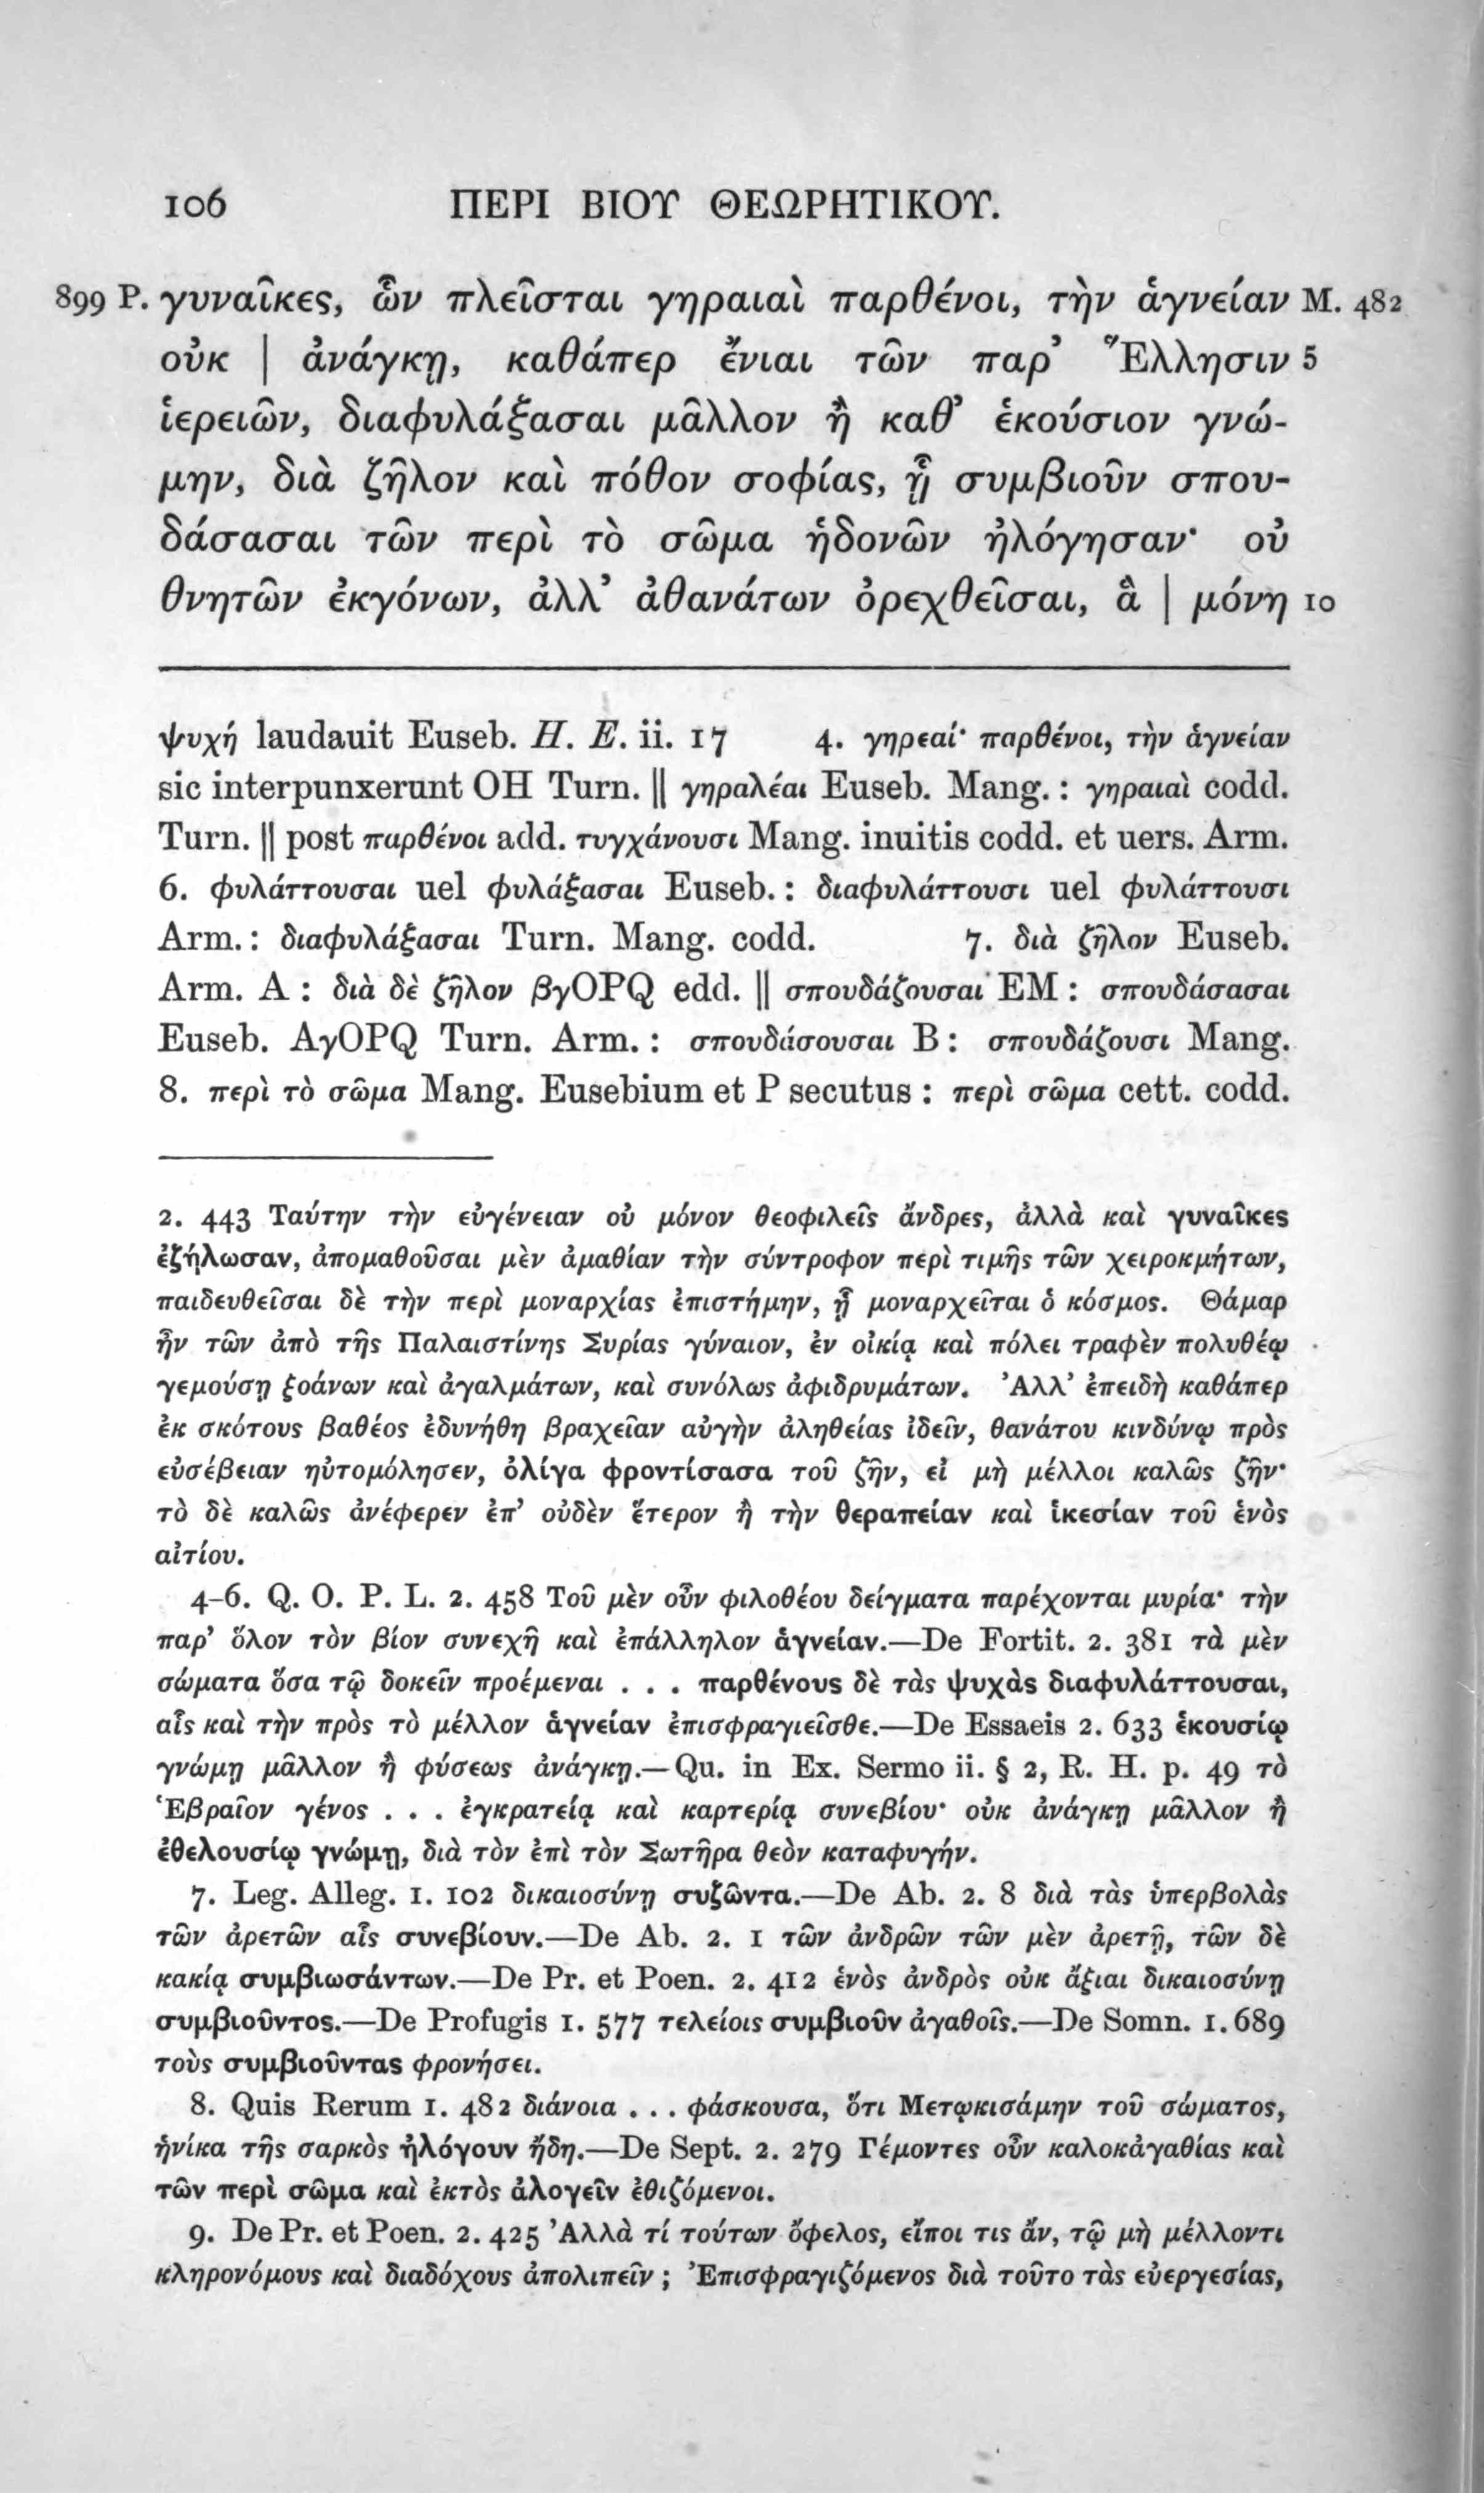 106 ΠΕΡΙ ΒΙΟΥ ΘΕΩΡΗΤΙΚΟΥ.
899 P. γυναῖκες, ὧν πλεῖσται γηραιαὶ παρθένοι, τὴν ἁγνείαν M. 482
οὐκ | ἀνάγκῃ, καθάπερ ἔνιαι τῶν παρ’ Ἕλλησιν 5
ἱερειῶν, διαφυλάξασαι μᾶλλον ἢ καθ’ ἑκούσιον γνώ-
μην, διὰ ζῆλον καὶ πόθον σοφίας, ᾗ συμβιοῦν σπου-
δάσασαι τῶν περὶ τὸ σῶμα ἡδονῶν ἠλόγησαν· οὐ
θνητῶν ἐκγόνων, ἀλλ’ ἀθανάτων ὀρεχθεῖσαι, ἃ | μόνη 10
ψυχή laudauit Euseb. H. E. ii. 17 4. γηρεαί· παρθένοι, τὴν ἁγνείαν
sic interpunxerunt OH Turn. || γηραλέαι Euseb. Mang. : γηραιαὶ codd.
Turn. || post παρθένοι add. τυγχάνουσι Mang. inuitis codd. et uers. Arm.
6. φυλάττουσαι uel φυλάξασαι Euseb. : διαφυλάττουσι uel φυλάττουσι
Arm. : διαφυλάξασαι Turn. Mang. codd. 7. διὰ ζῆλον Euseb.
Arm. A : διὰ δὲ ζῆλον βγOPQ edd. || σπουδάζουσαι EM : σπουδάσασαι
Euseb. AγOPQ Turn. Arm. : σπουδάσουσαι B : σπουδάζουσι Mang.
8. περὶ τὸ σῶμα Mang. Eusebium et P secutus : περὶ σῶμα cett. codd.
2. 443 Ταύτην τὴν εὐγένειαν οὐ μόνον θεοφιλεῖς ἄνδρες, ἀλλὰ καὶ γυναῖκες
ἐζήλωσαν, ἀπομαθοῦσαι μὲν ἀμαθίαν τὴν σύντροφον περὶ τιμῆς τῶν χειροκμήτων,
παιδευθεῖσαι δὲ τὴν περὶ μοναρχίας ἐπιστήμην, ᾗ μοναρχεῖται ὁ κόσμος. Θάμαρ
ἦν τῶν ἀπὸ τῆς Παλαιστίνης Συρίας γύναιον, ἐν οἰκίᾳ καὶ πόλει τραφὲν πολυθέῳ
γεμούσῃ ξοάνων καὶ ἀγαλμάτων, καὶ συνόλως ἀφιδρυμάτων. Ἀλλ’ ἐπειδὴ καθάπερ
ἐκ σκότους βαθέος ἐδυνήθη βραχεῖαν αὐγὴν ἀληθείας ἰδεῖν, θανάτου κινδύνῳ πρὸς
εὐσέβειαν ηὐτομόλησεν, ὀλίγα φροντίσασα τοῦ ζῆν, εἰ μὴ μέλλοι καλῶς ζῆν·
τὸ δὲ καλῶς ἀνέφερεν ἐπ’ οὐδὲν ἕτερον ἢ τὴν θεραπείαν καὶ ἱκεσίαν τοῦ ἑνὸς
αἰτίου.
4–6. Q. O. P. L. 2. 458 Τοῦ μὲν οὖν φιλοθέου δείγματα παρέχονται μυρία· τὴν
παρ’ ὅλον τὸν βίον συνεχῆ καὶ ἐπάλληλον ἁγνείαν.—De Fortit. 2. 381 τὰ μὲν
σώματα ὅσα τῷ δοκεῖν προέμεναι . . . παρθένους δὲ τὰς ψυχὰς διαφυλάττουσαι,
αἷς καὶ τὴν πρὸς τὸ μέλλον ἁγνείαν ἐπισφραγιεῖσθε.—De Essaeis 2. 633 ἑκουσίῳ
γνώμῃ μᾶλλον ἢ φύσεως ἀνάγκῃ.—Qu. in Ex. Sermo ii. § 2, R. H. p. 49 τὸ
Ἑβραῖον γένος . . . ἐγκρατείᾳ καὶ καρτερίᾳ συνεβίου· οὐκ ἀνάγκῃ μᾶλλον ἢ
ἐθελουσίῳ γνώμῃ, διὰ τὸν ἐπὶ τὸν Σωτῆρα θεὸν καταφυγήν.
7. Leg. Alleg. 1. 102 δικαιοσύνῃ συζῶντα.—De Ab. 2. 8 διὰ τὰς ὑπερβολὰς
τῶν ἀρετῶν αἷς συνεβίουν.—De Ab. 2. 1 τῶν ἀνδρῶν τῶν μὲν ἀρετῇ, τῶν δὲ
κακίᾳ συμβιωσάντων.—De Pr. et Poen. 2. 412 ἑνὸς ἀνδρὸς οὐκ ἄξιαι δικαιοσύνῃ
συμβιοῦντος.—De Profugis 1. 577 τελείοις συμβιοῦν ἀγαθοῖς.—De Somn. 1. 689
τοὺς συμβιοῦντας φρονήσει.
8. Quis Rerum 1. 482 διάνοια . . . φάσκουσα, ὅτι Μετῳκισάμην τοῦ σώματος,
ἡνίκα τῆς σαρκὸς ἠλόγουν ἤδη.—De Sept. 2. 279 Γέμοντες οὖν καλοκἀγαθίας καὶ
τῶν περὶ σῶμα καὶ ἐκτὸς ἀλογεῖν ἐθιζόμενοι.
9. De Pr. et Poen. 2. 425 Ἀλλὰ τί τούτων ὄφελος, εἴποι τις ἄν, τῷ μὴ μέλλοντι
κληρονόμους καὶ διαδόχους ἀπολιπεῖν ; Ἐπισφραγιζόμενος διὰ τοῦτο τὰς εὐεργεσίας,